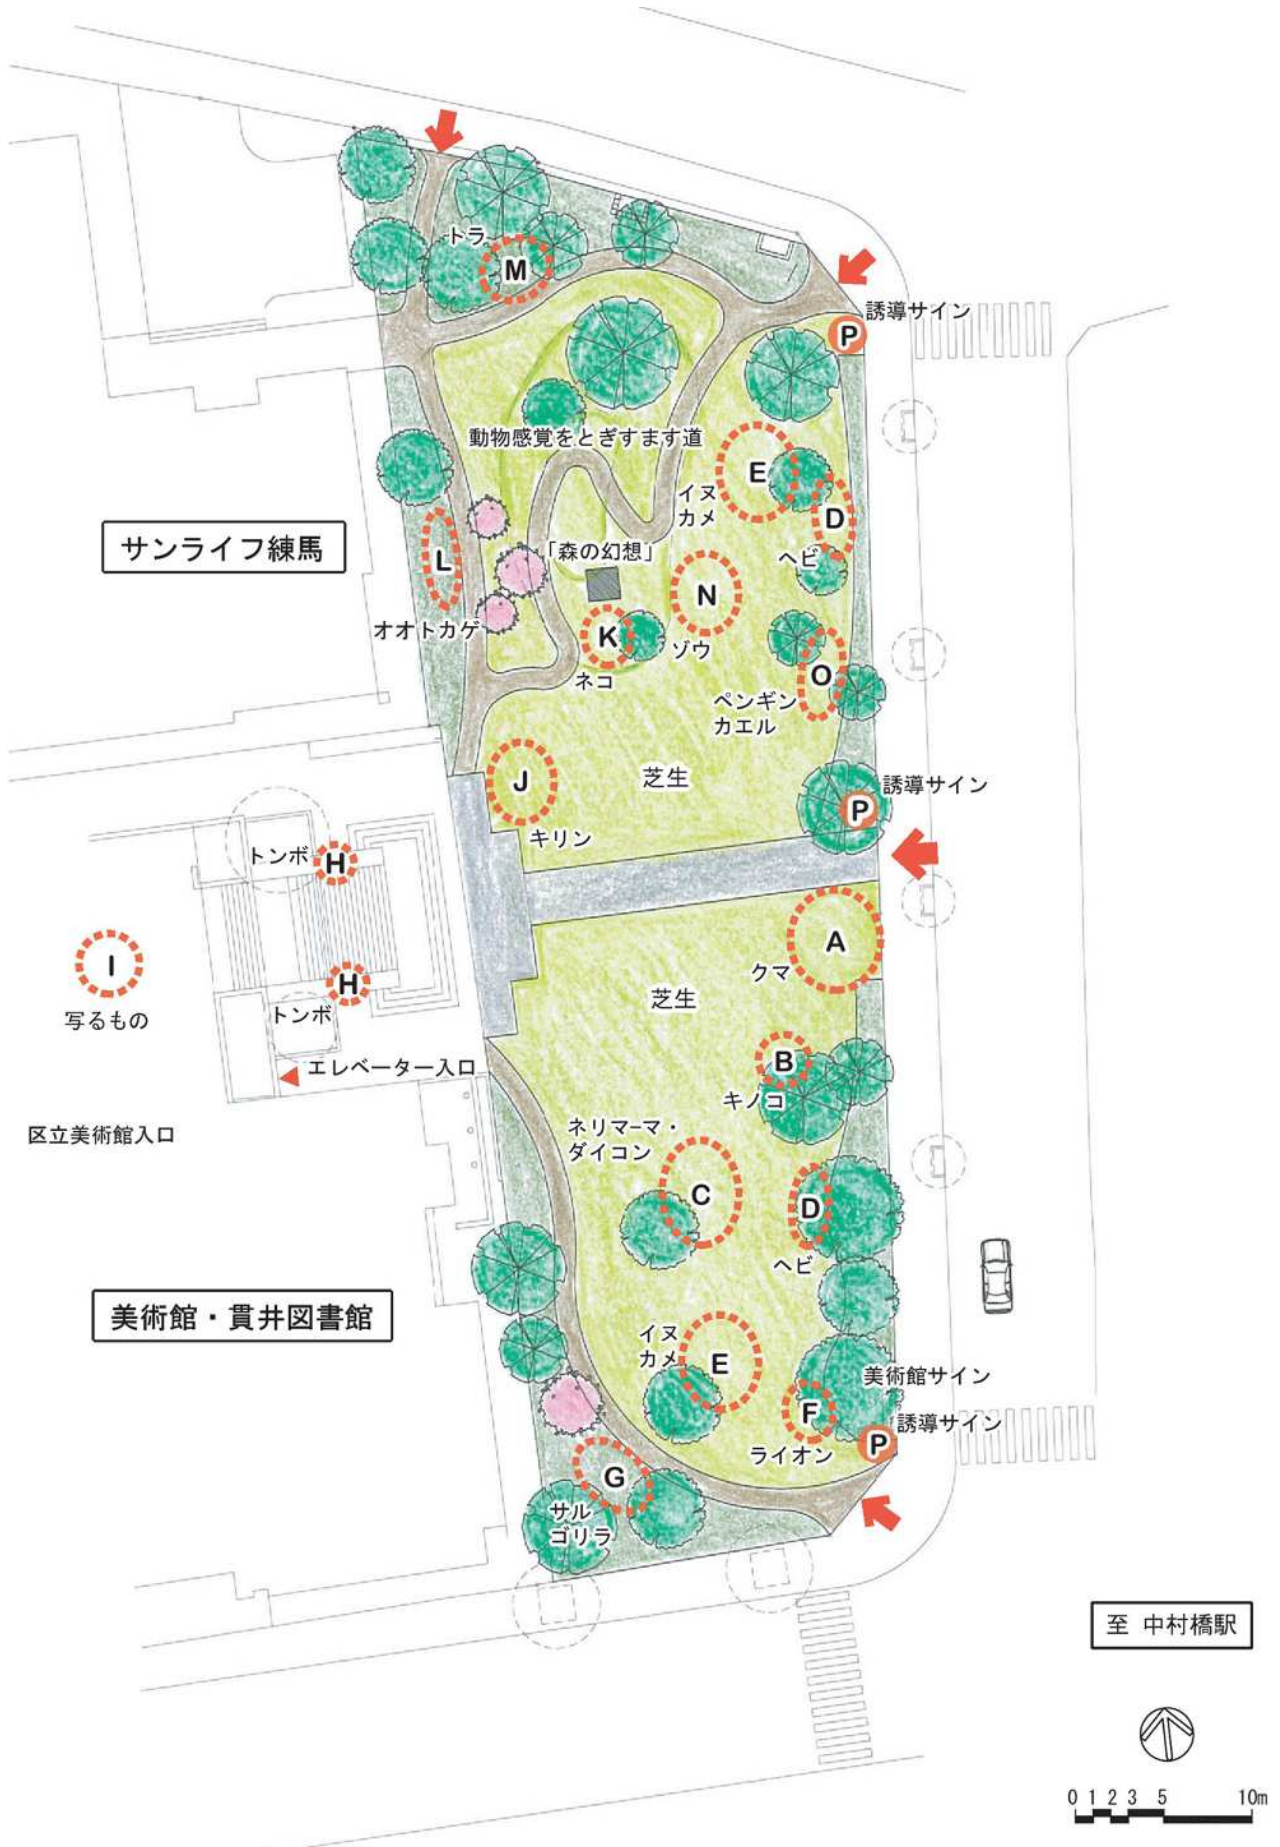 トラ
M
誘導サイン
P
動物感覚をとぎすます道
E
イヌ
カメ
D
ヘビ
サンライフ練馬
L
オオトカゲ
「森の幻想」
N
K
ゾウ
ネコ
O
ペンギン
カエル
J
キリン
芝生
誘導サイン
P
トンボ
H
A
クマ
I
写るもの
H
トンボ
芝生
エレベーター入口
B
キノコ
区立美術館入口
ネリマーマ・
ダイコン
C
D
ヘビ
美術館・貫井図書館
イヌ
カメ
E
美術館サイン
F
ライオン
誘導サイン
P
G
サル
ゴリラ
至 中村橋駅
0 1 2 3 5 10m